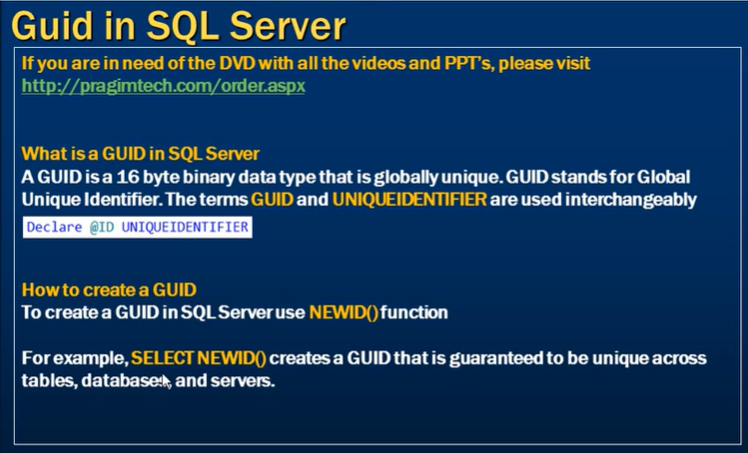 Guid in SQL Server
If you are in need of the DVD with all the videos and PPT's, please visit
http://pragimtech.com/order.aspx
What is a GUID in SQL Server
A GUID is a 16 byte binary data type that is globally unique. GUID stands for Global
Unique Identifier. The terms GUID and UNIQUEIDENTIFIER are used interchangeably
Declare @ID UNIQUEIDENTIFIER
How to create a GUID
To create a GUID in SQL Server use NEWID() function
For example, SELECT NEWID() creates a GUID that is guaranteed to be unique across
tables, databases, and servers.